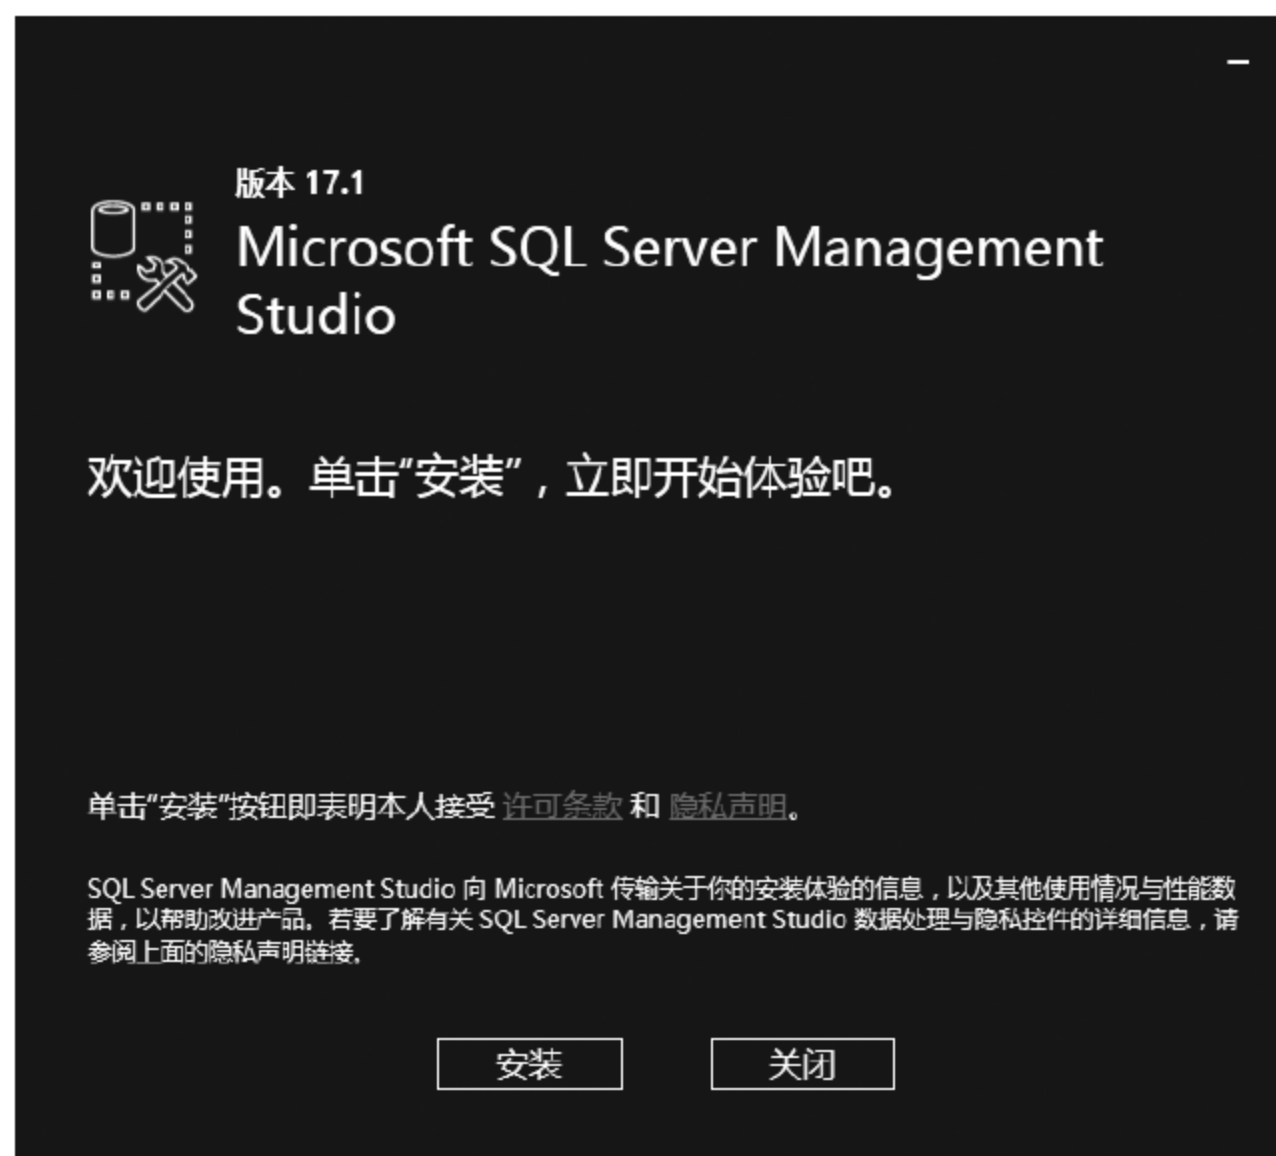 版本 17.1
Microsoft SQL Server Management
Studio
欢迎使用。单击“安装”，立即开始体验吧。
单击“安装”按钮即表明本人接受 许可条款 和 隐私声明。
SQL Server Management Studio 向 Microsoft 传输关于你的安装体验的信息，以及其他使用情况与性能数
据，以帮助改进产品。若要了解有关 SQL Server Management Studio 数据处理与隐私控件的详细信息，请
参阅上面的隐私声明链接。
安装
关闭